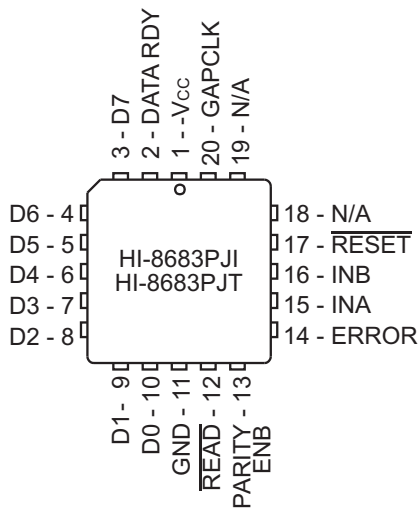 3 - D7
2 - DATA RDY
1 - -Vcc
20 - GAPCLK
19 - N/A
D6 - 4
D5 - 5
D4 - 6
D3 - 7
D2 - 8
HI-8683PJI
HI-8683PJT
18 - N/A
17 - RESET
16 - INB
15 - INA
14 - ERROR
D1- 9
D0 - 10
GND - 11
READ - 12
PARITY - 13
ENB